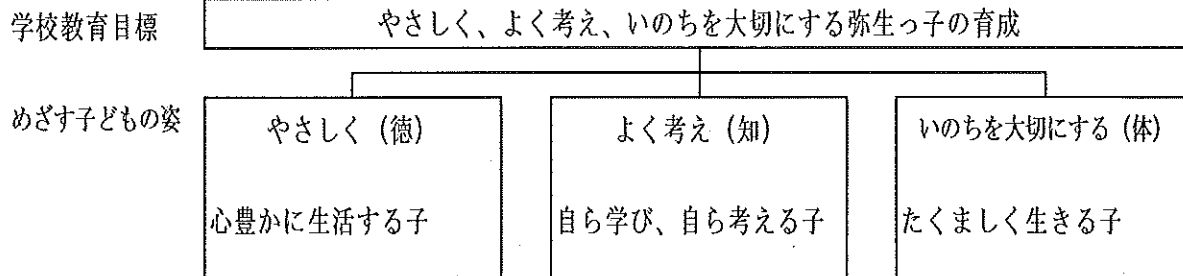 学校教育目標
やさしく、よく考え、いのちを大切にする弥生っ子の育成
めざす子どもの姿
やさしく（徳）
よく考え（知）
いのちを大切にする（体）
心豊かに生活する子
自ら学び、自ら考える子
たくましく生きる子